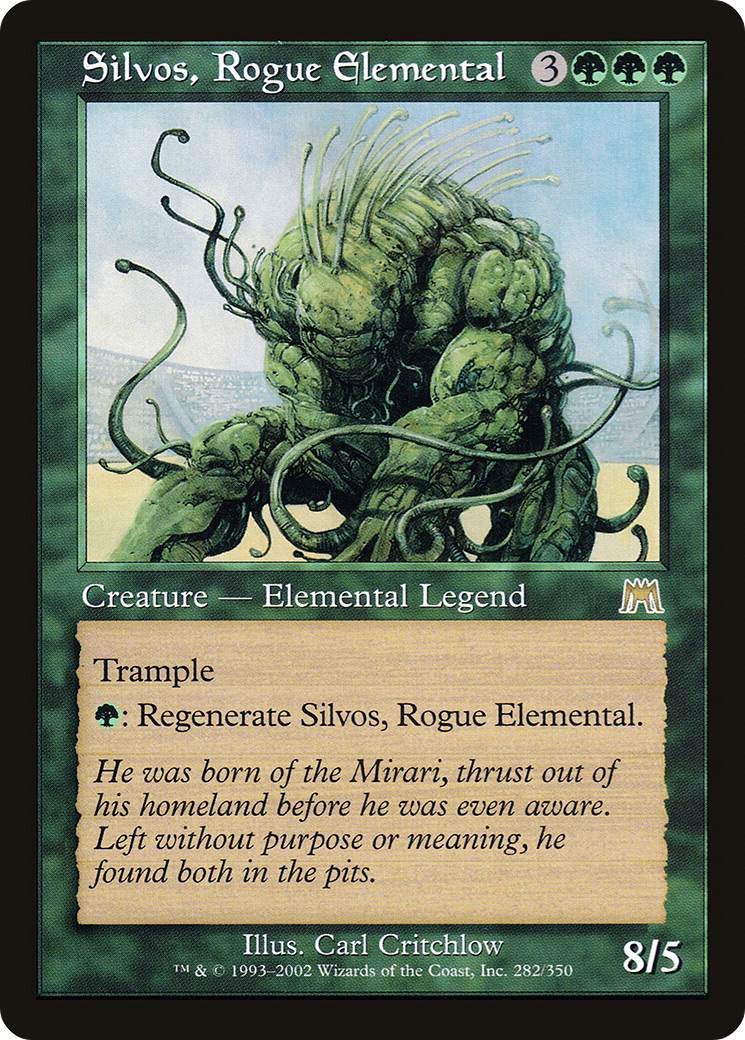 Silvos, Rogue Elemental 3
Creature — Elemental Legend
Trample
: Regenerate Silvos, Rogue Elemental.
He was born of the Mirari, thrust out of
his homeland before he was even aware.
Left without purpose or meaning, he
found both in the pits.
Illus. Carl Critchlow
™ & © 1993–2002 Wizards of the Coast, Inc. 282/350
8/5